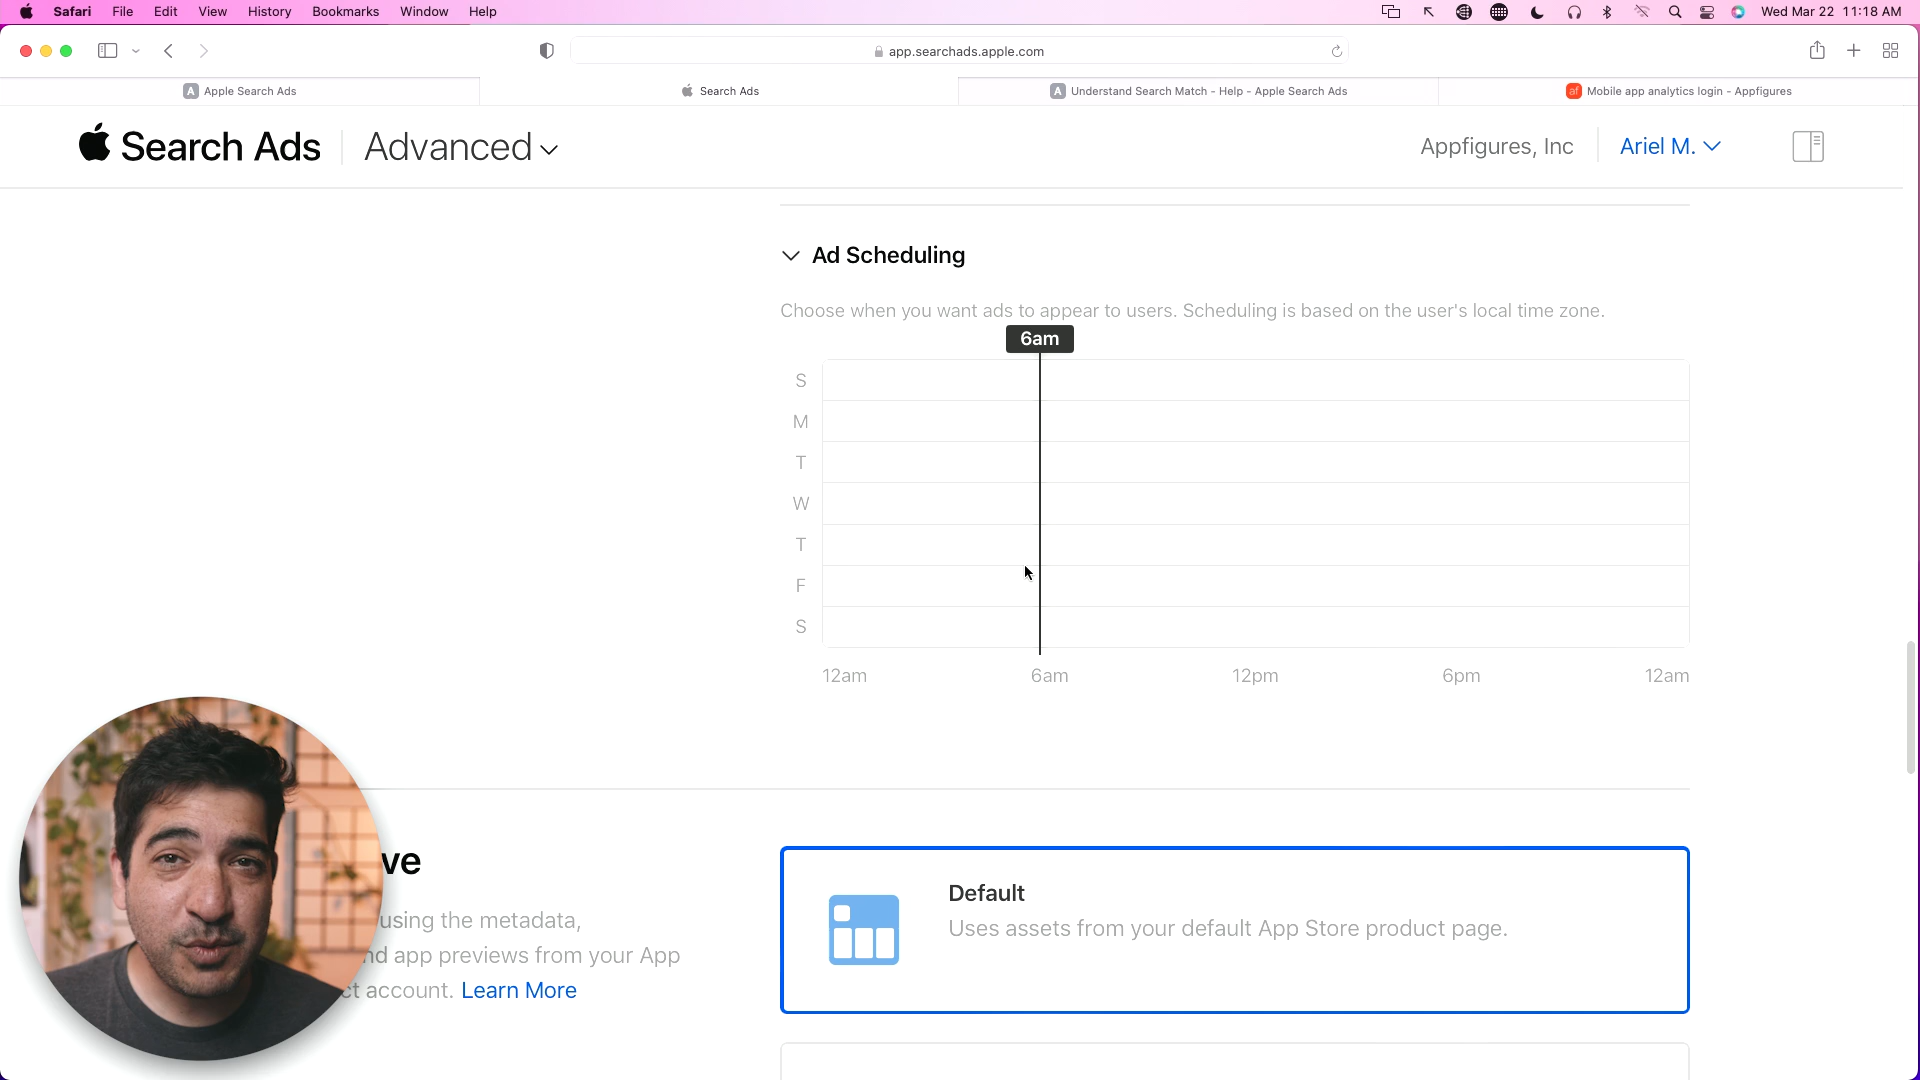 Safari File Edit View History Bookmarks Window Help Wed Mar 22 11:18 AM
app.searchads.apple.com
A Apple Search Ads Search Ads A Understand Search Match - Help - Apple Search Ads af Mobile app analytics login - Appfigures
Search Ads Advanced Appfigures, Inc Ariel M.
Ad Scheduling
Choose when you want ads to appear to users. Scheduling is based on the user's local time zone.
6am
S
M
T
W
T
F
S
12am 6am 12pm 6pm 12am
ve
using the metadata,
nd app previews from your App
ct account. Learn More
Default
Uses assets from your default App Store product page.